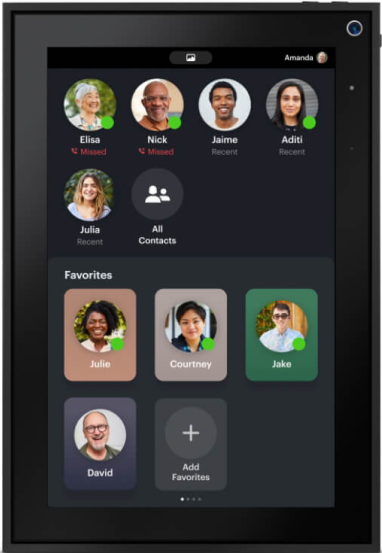 Amanda
Elisa
Missed
Nick
Missed
Jaime
Recent
Aditi
Recent
Julia
Recent
All
Contacts
Favorites
Julie
Courtney
Jake
David
Add
Favorites